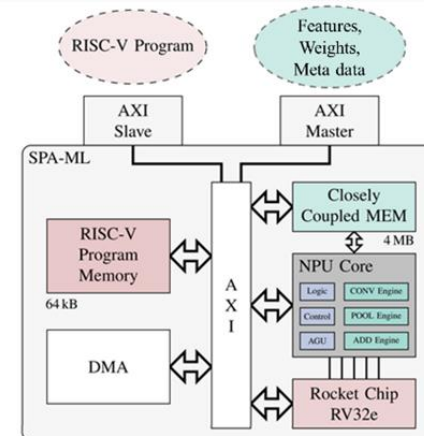 RISC-V Program
Features,
Weights,
Meta data
AXI
Slave
AXI
Master
SPA-ML
RISC-V
Program
Memory
64 kB
DMA
A
X
I
Closely
Coupled MEM
4 MB
NPU Core
Logic
CONV Engine
Control
POOL Engine
AGU
ADD Engine
Rocket Chip
RV32e